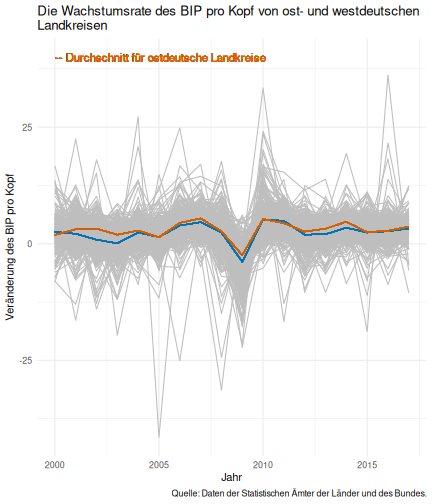 Die Wachstumsrate des BIP pro Kopf von ost- und westdeutschen
Landkreisen
-- Durchschnitt für ostdeutsche Landkreise
Veränderung des BIP pro Kopf
25
0
-25
2000
2005
2010
2015
Jahr
Quelle: Daten der Statistischen Ämter der Länder und des Bundes.